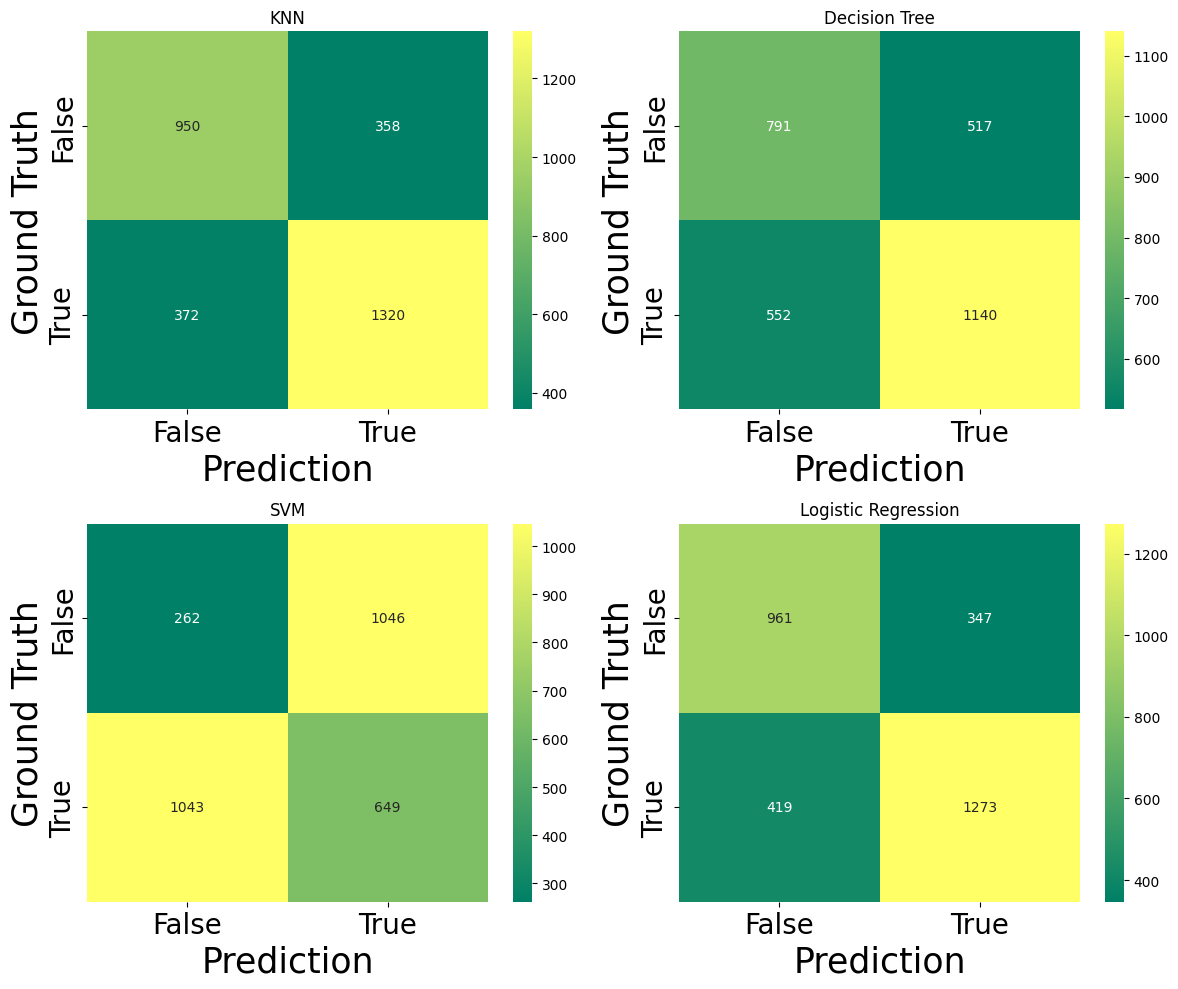 KNN
Ground Truth
False
True
950
358
372
1320
False
True
Prediction
1200
1000
800
600
400
Decision Tree
Ground Truth
False
True
791
517
552
1140
False
True
Prediction
1100
1000
900
800
700
600
SVM
Ground Truth
False
True
262
1046
1043
649
False
True
Prediction
1000
900
800
700
600
500
400
300
Logistic Regression
Ground Truth
False
True
961
347
419
1273
False
True
Prediction
1200
1000
800
600
400